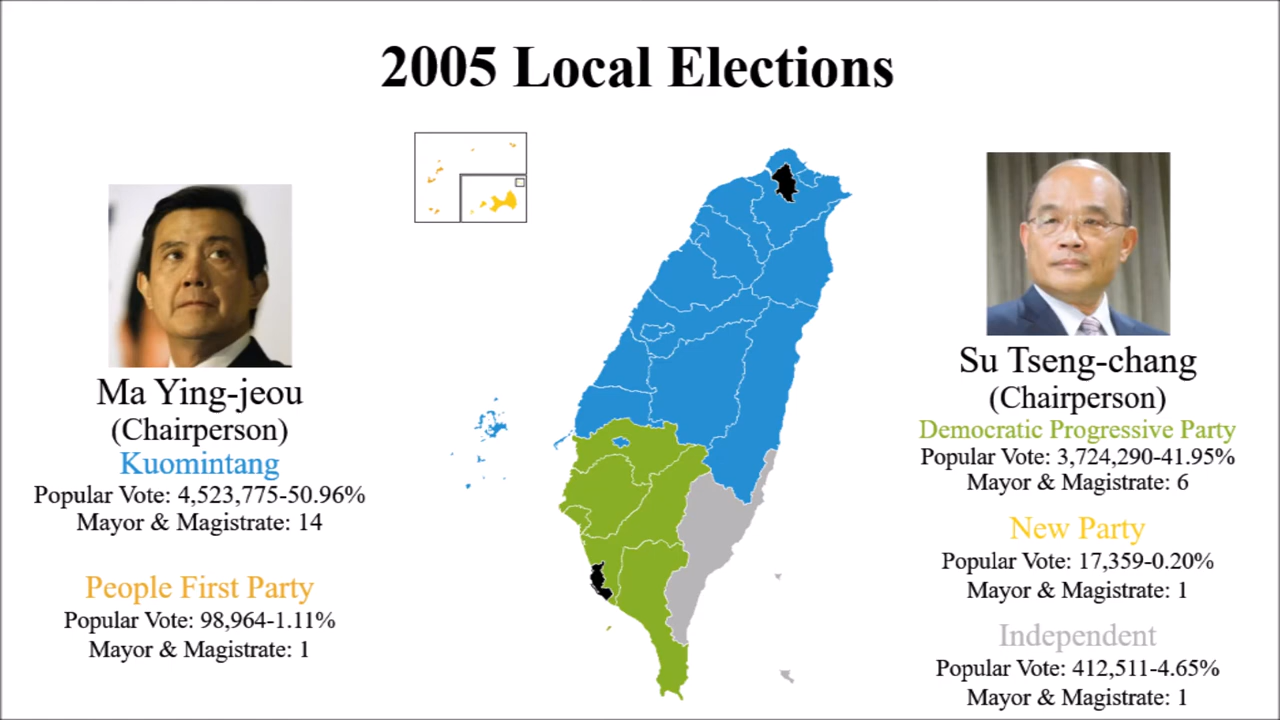 2005 Local Elections
Ma Ying-jeou
(Chairperson)
Kuomintang
Popular Vote: 4,523,775-50.96%
Mayor & Magistrate: 14
People First Party
Popular Vote: 98,964-1.11%
Mayor & Magistrate: 1
Su Tseng-chang
(Chairperson)
Democratic Progressive Party
Popular Vote: 3,724,290-41.95%
Mayor & Magistrate: 6
New Party
Popular Vote: 17,359-0.20%
Mayor & Magistrate: 1
Independent
Popular Vote: 412,511-4.65%
Mayor & Magistrate: 1